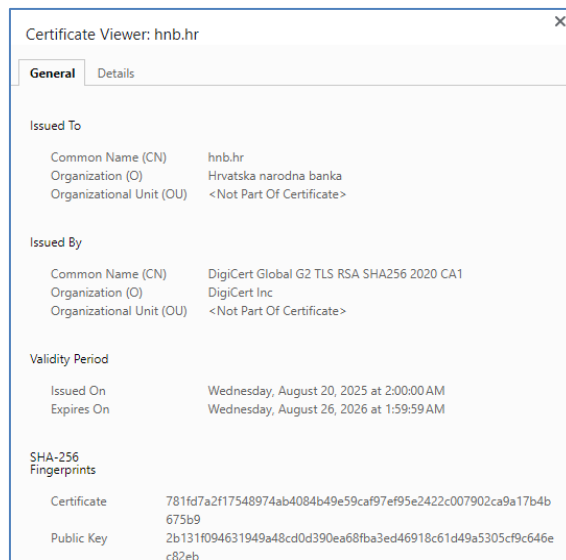 Certificate Viewer: hnb.hr
General Details
Issued To
Common Name (CN) hnb.hr
Organization (O) Hrvatska narodna banka
Organizational Unit (OU) <Not Part Of Certificate>
Issued By
Common Name (CN) DigiCert Global G2 TLS RSA SHA256 2020 CA1
Organization (O) DigiCert Inc
Organizational Unit (OU) <Not Part Of Certificate>
Validity Period
Issued On Wednesday, August 20, 2025 at 2:00:00 AM
Expires On Wednesday, August 26, 2026 at 1:59:59 AM
SHA-256
Fingerprints
Certificate 781fd7a2f17548974ab4084b49e59caf97ef95e2422c007902ca9a17b4b
675b9
Public Key 2b131f094631949a48cd0d390ea68fba3ed46918c61d49a5305cf9c646e
c82eb